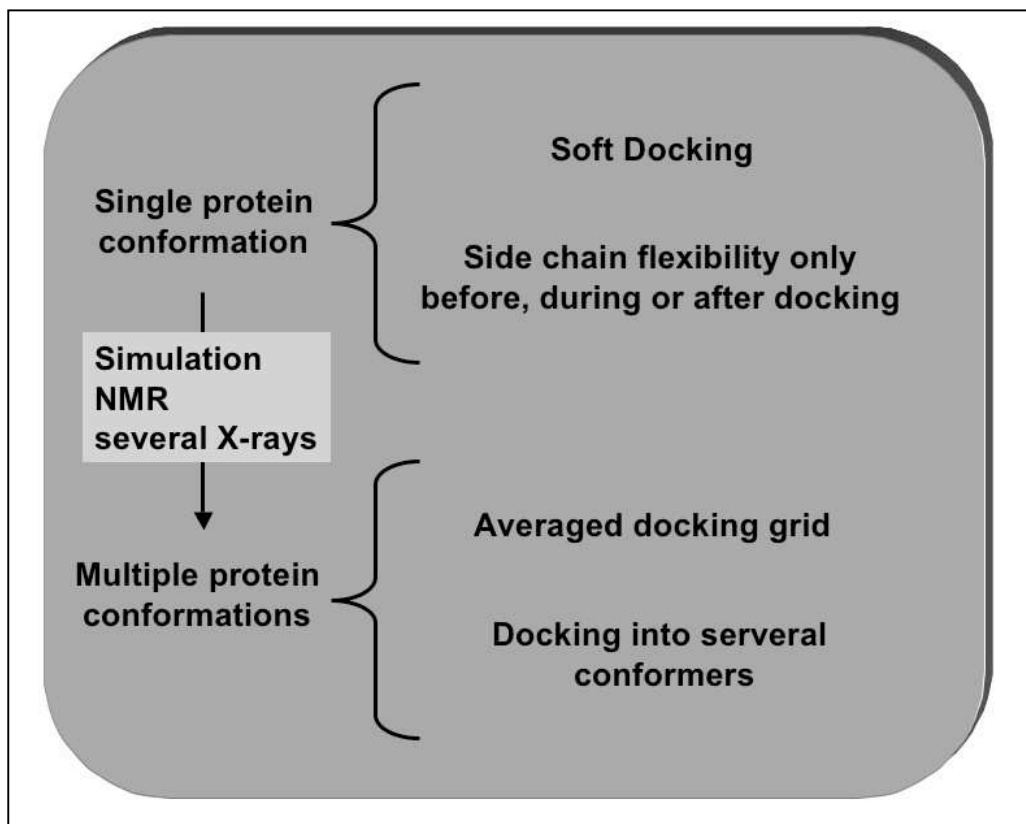 Soft Docking
Single protein
conformation
Side chain flexibility only
before, during or after docking
Simulation
NMR
several X-rays
Averaged docking grid
Multiple protein
conformations
Docking into serveral
conformers